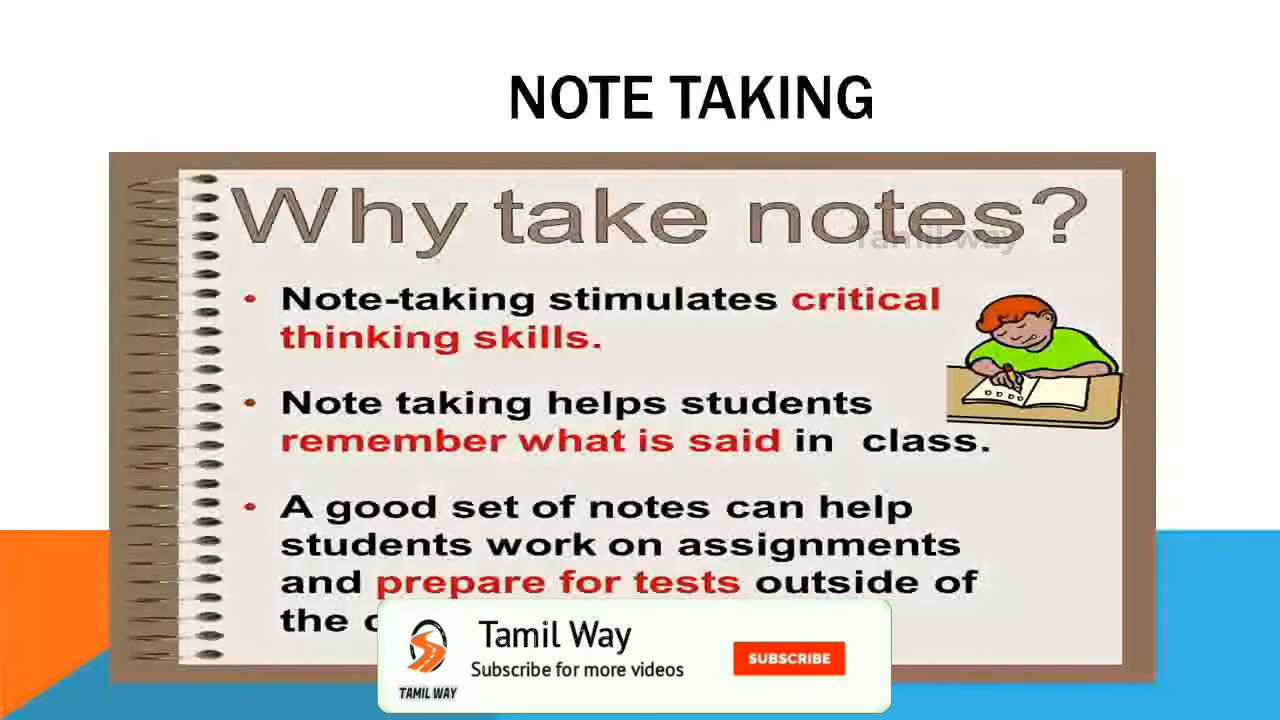 NOTE TAKING
Why take notes?
Tamil way
• Note-taking stimulates critical
thinking skills.
• Note taking helps students
remember what is said in class.
• A good set of notes can help
students work on assignments
and prepare for tests outside of
the
Tamil Way
Subscribe for more videos
SUBSCRIBE
TAMIL WAY